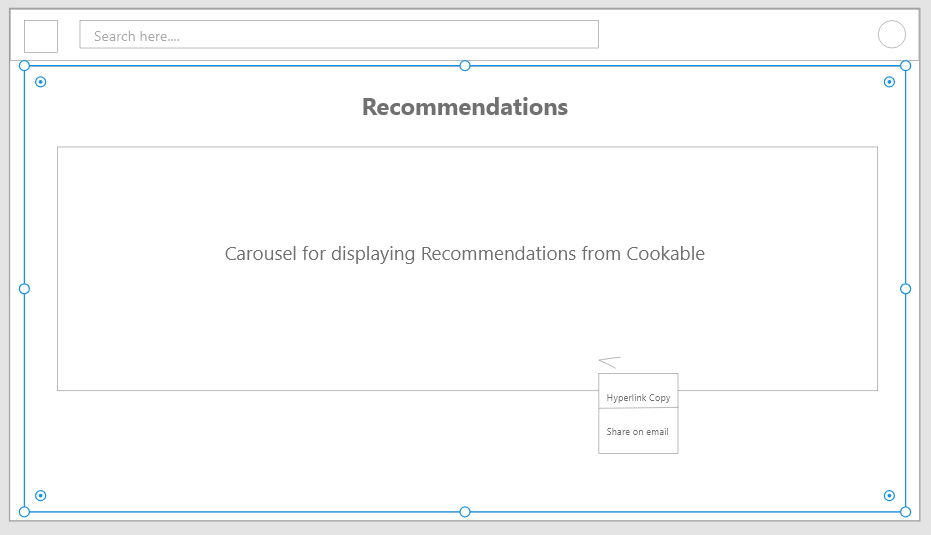 Search here....
Recommendations
Carousel for displaying Recommendations from Cookable
Hyperlink Copy
Share on email